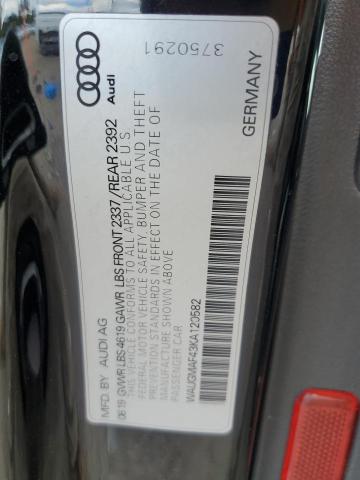 Audi
3750291
MFD. BY AUDI AG
06 19 GVWR LBS 4619 GAWR LBS FRONT 2337/REAR 2392
THIS VEHICLE CONFORMS TO ALL APPLICABLE U.S.
FEDERAL MOTOR VEHICLE SAFETY, BUMPER AND THEFT
PREVENTION STANDARDS IN EFFECT ON THE DATE OF
MANUFACTURE SHOWN ABOVE.
PASSENGER CAR
WAUGMAF43KA120582
GERMANY